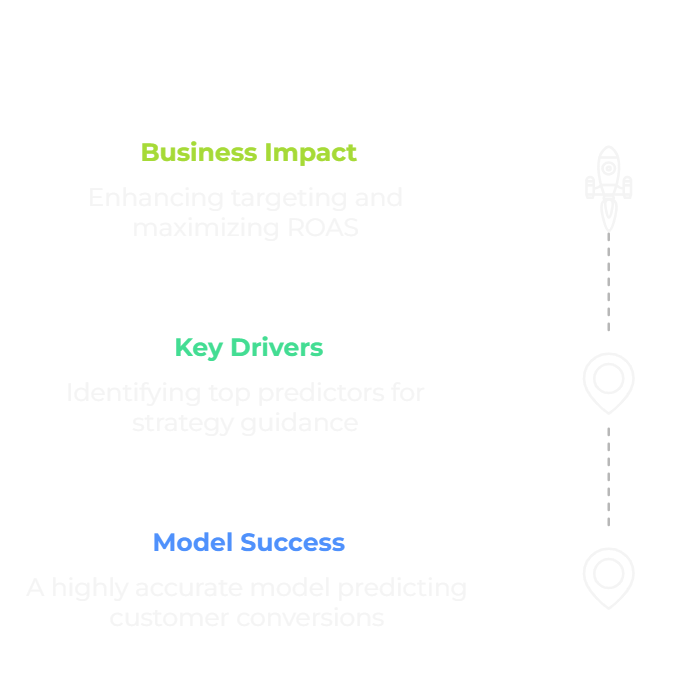 Business Impact
Enhancing targeting and
maximizing ROAS
Key Drivers
Identifying top predictors for
strategy guidance
Model Success
A highly accurate model predicting
customer conversions